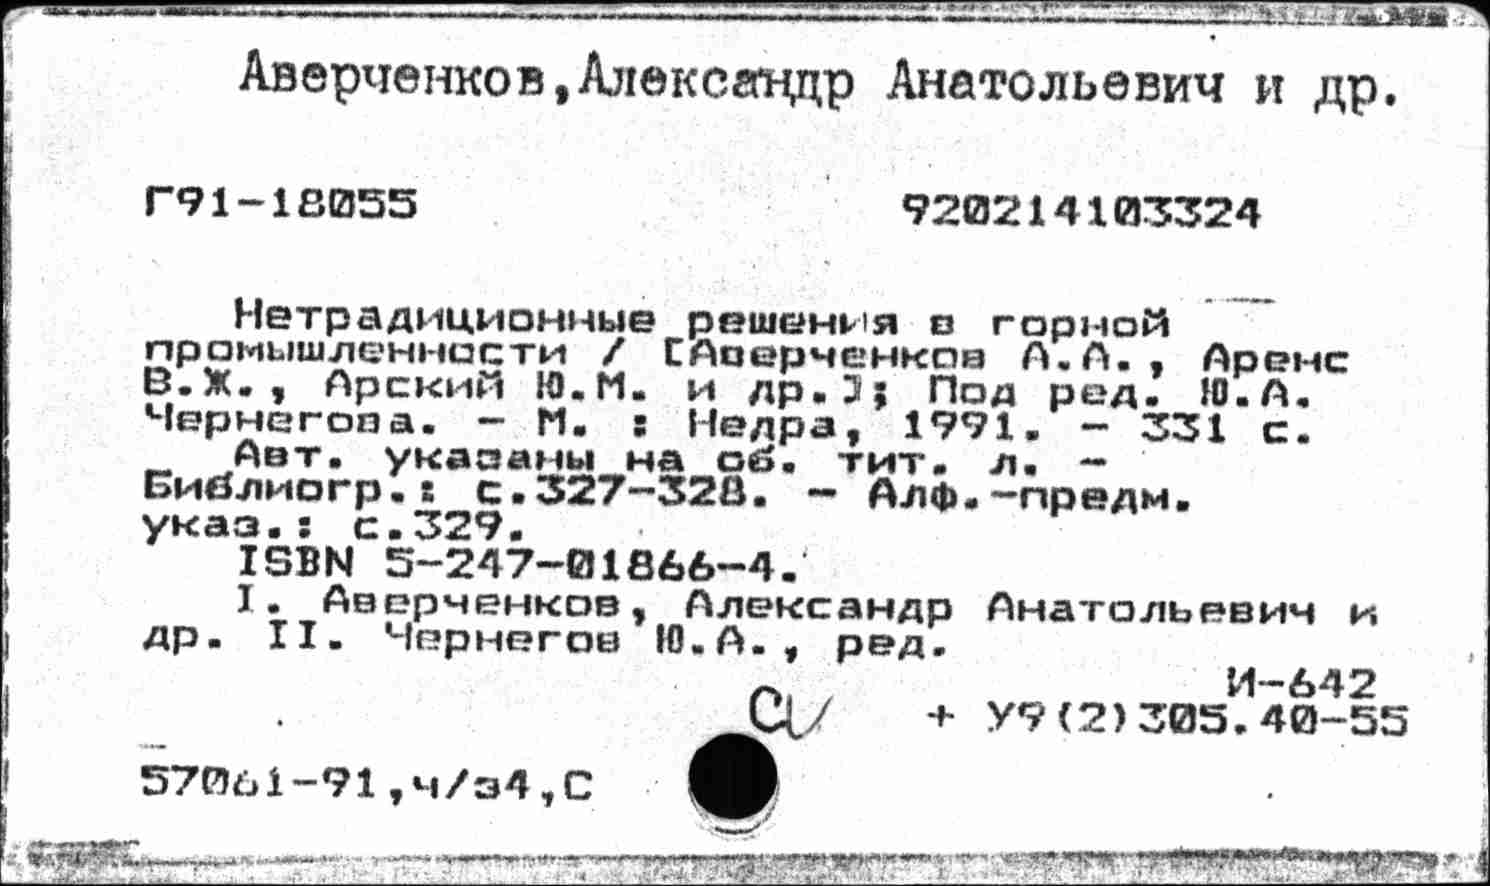 Аверченков,Александр Анатольевич и др.
Г91-18055 920214103324
Нетрадиционные решения в горной
промышленности / [Аверченков А.А., Аренс
В.Ж., Арский Ю.М. и др.]; Под ред. Ю.А.
Чернегова. - М. : Недра, 1991. - 331 с.
Авт. указаны на об. тит. л. -
Библиогр.: с.327-328. - Алф.-предм.
указ.: с.329.
ISBN 5-247-01866-4.
I. Аверченков, Александр Анатольевич и
др. II. Чернегов Ю.А., ред.
И-642
+ У9(2)305.40-55
57061-91,ч/з4,С